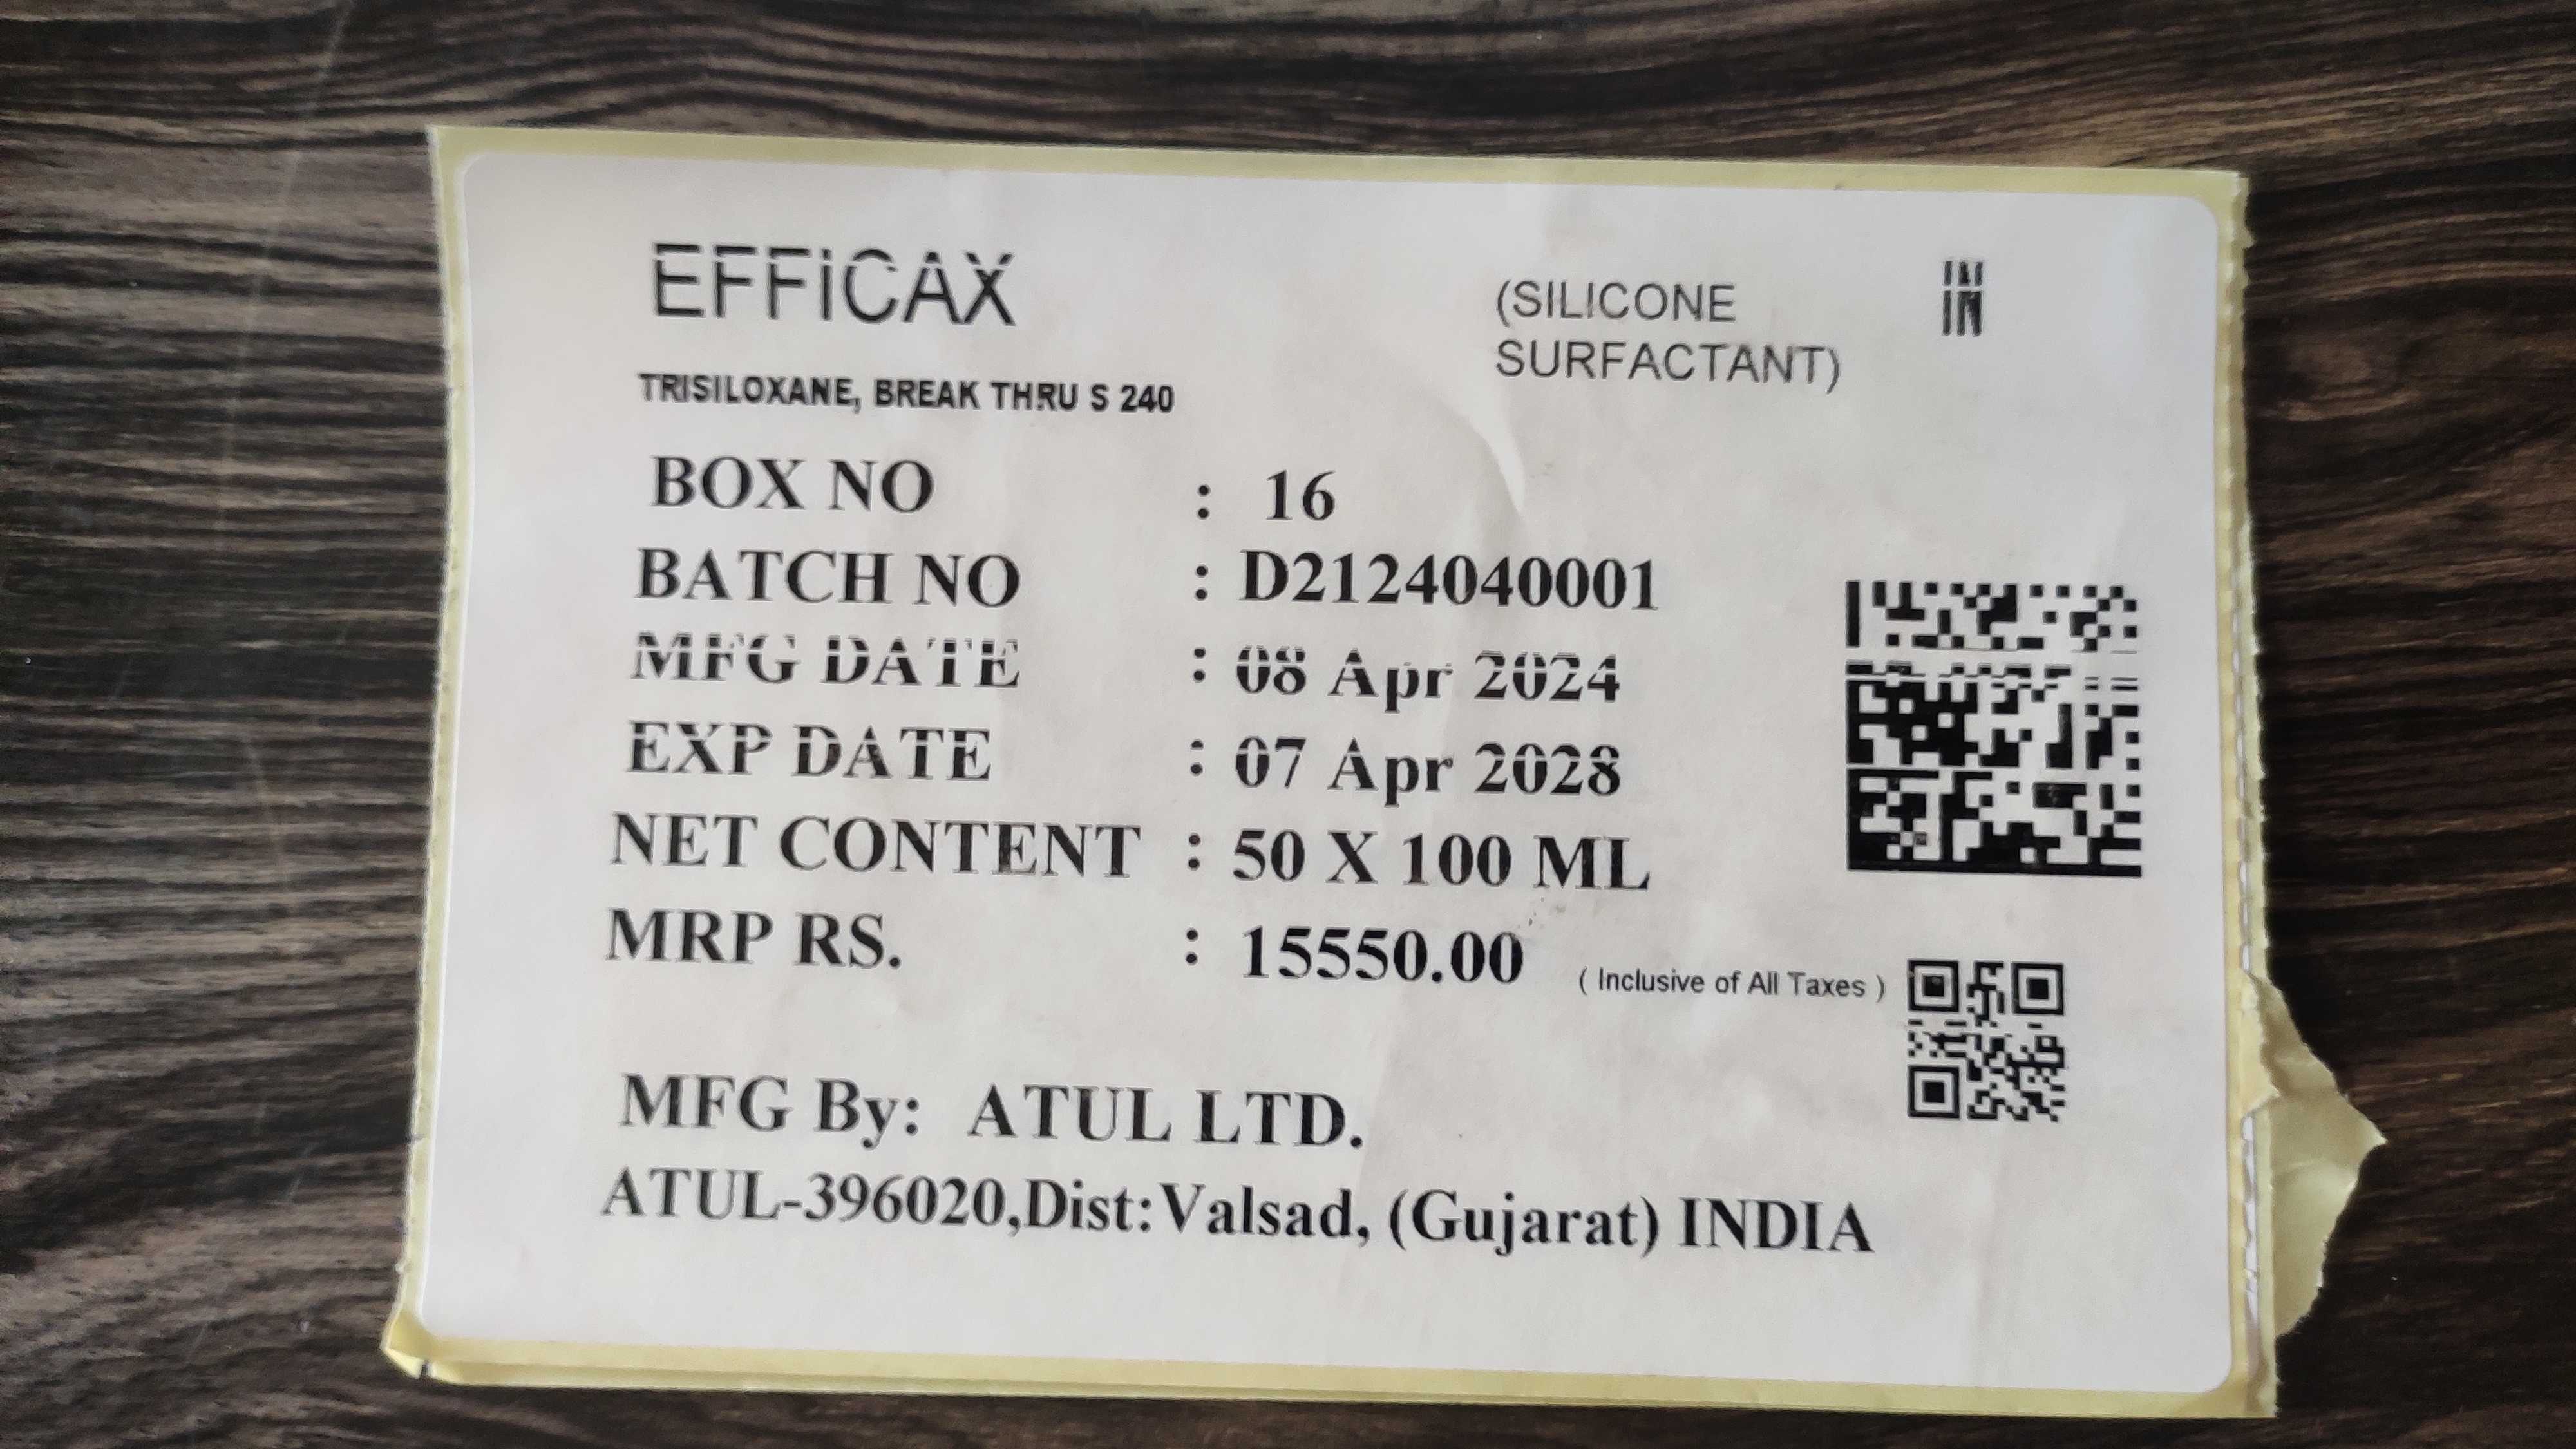 EFFiCAX
(SILICONE
SURFACTANT)
IN
TRISILOXANE, BREAK THRU S 240
BOX NO : 16
BATCH NO : D2124040001
MFG DATE : 08 Apr 2024
EXP DATE : 07 Apr 2028
NET CONTENT : 50 X 100 ML
MRP RS. : 15550.00 ( Inclusive of All Taxes )
MFG By: ATUL LTD.
ATUL-396020,Dist:Valsad, (Gujarat) INDIA